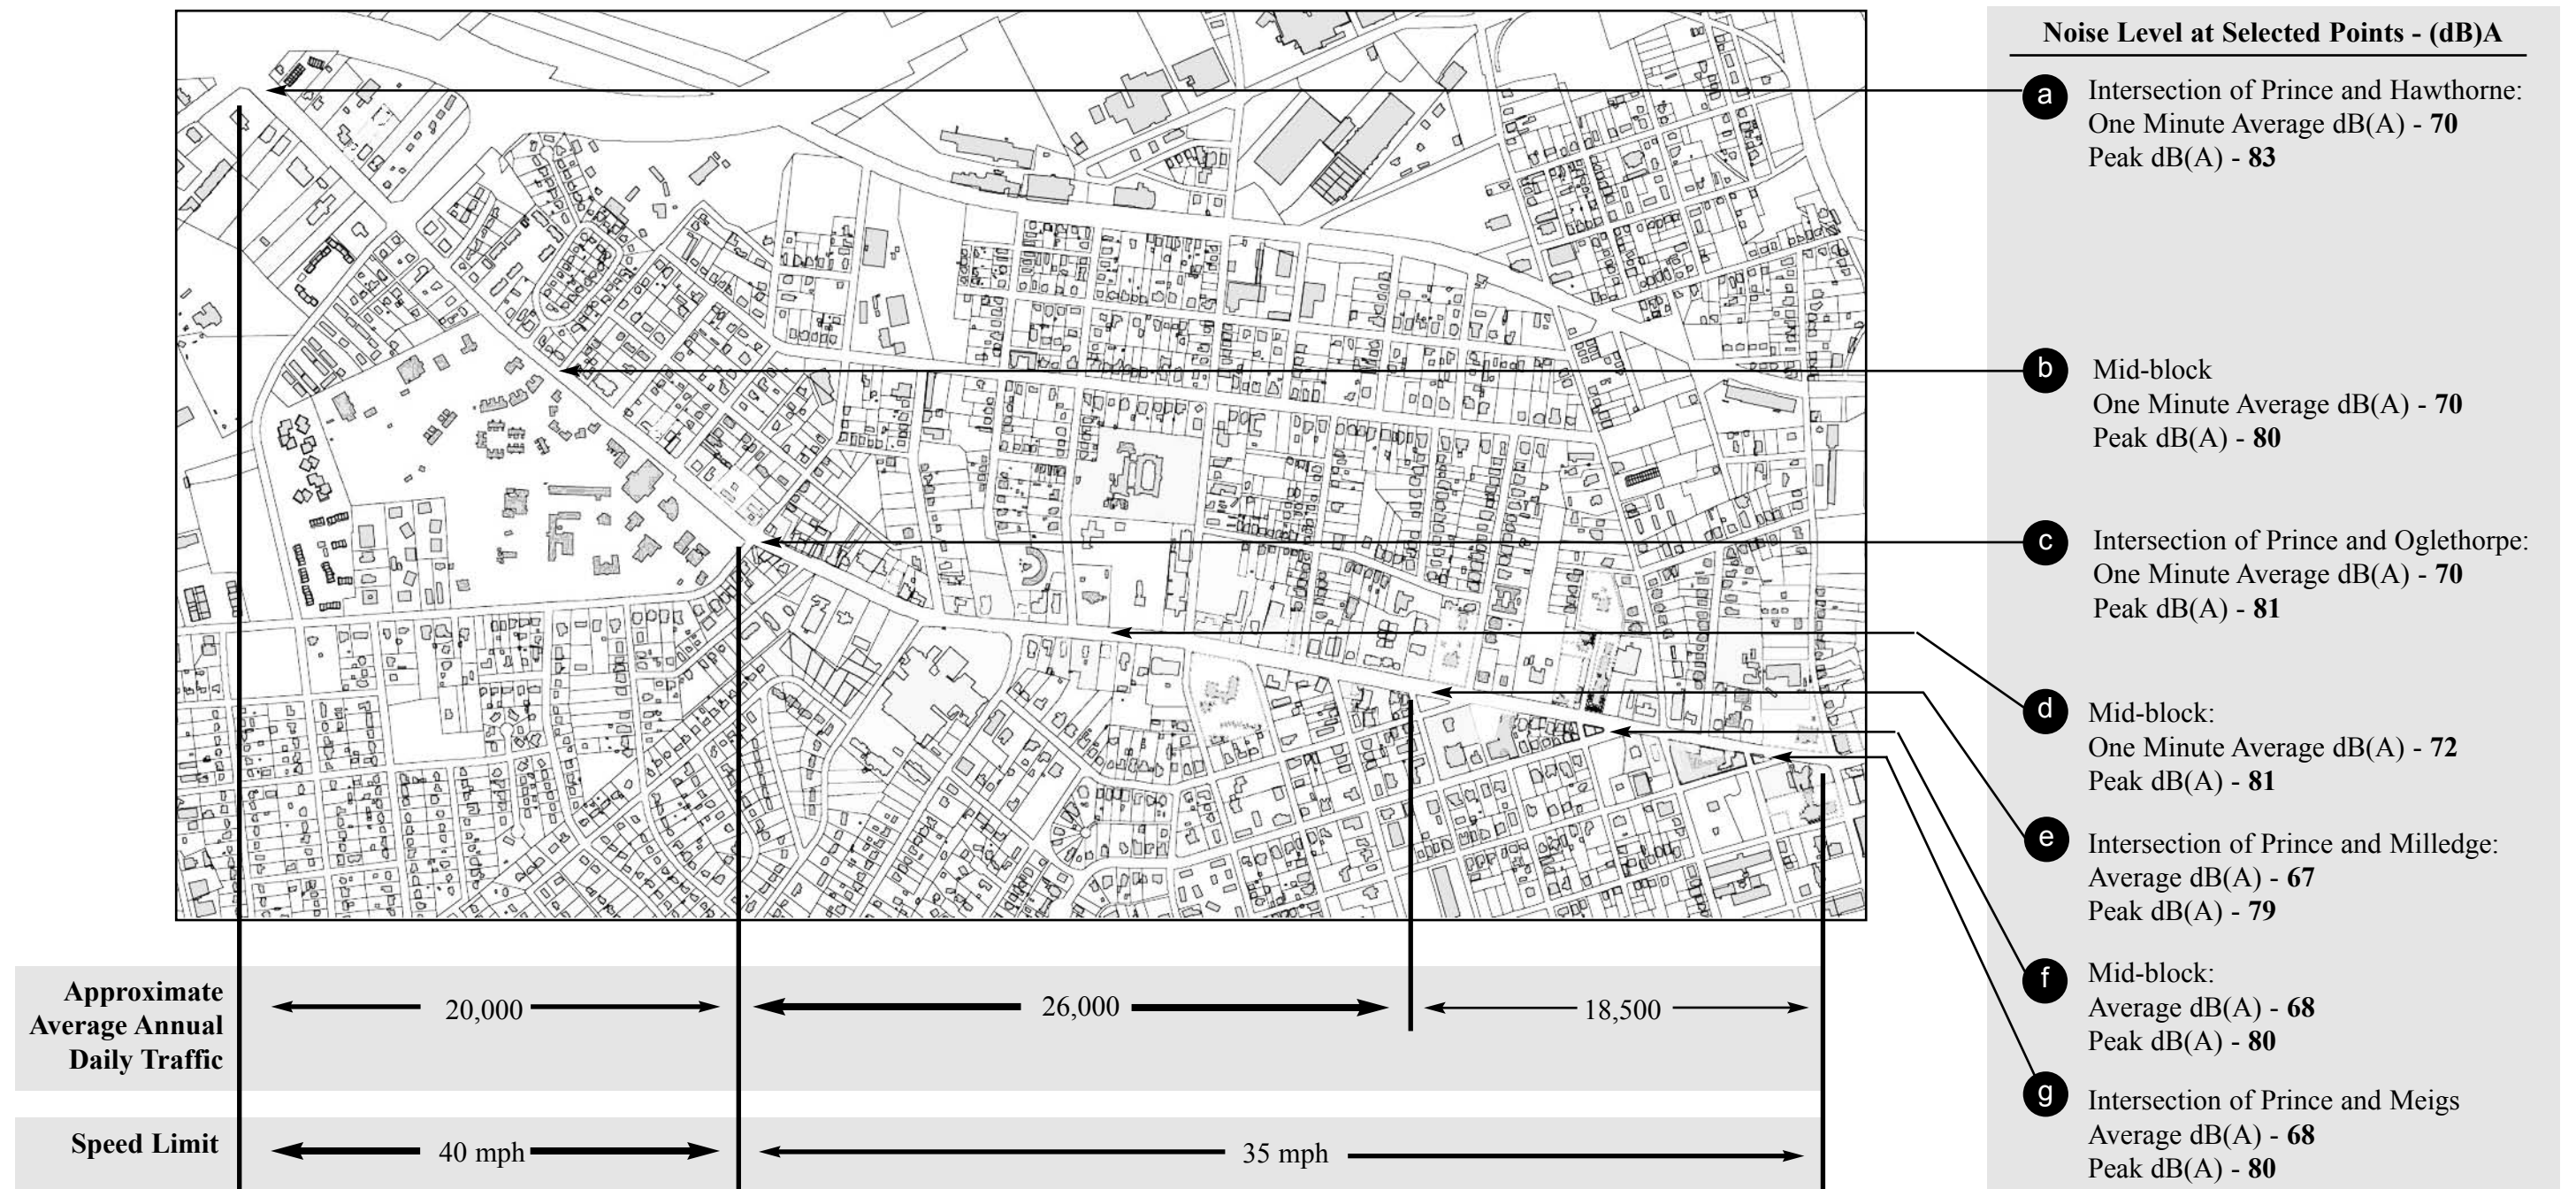 Noise Level at Selected Points - (dB)A
a
Intersection of Prince and Hawthorne:
One Minute Average dB(A) - 70
Peak dB(A) - 83
b
Mid-block
One Minute Average dB(A) - 70
Peak dB(A) - 80
c
Intersection of Prince and Oglethorpe:
One Minute Average dB(A) - 70
Peak dB(A) - 81
d
Mid-block:
One Minute Average dB(A) - 72
Peak dB(A) - 81
e
Intersection of Prince and Milledge:
Average dB(A) - 67
Peak dB(A) - 79
f
Mid-block:
Average dB(A) - 68
Peak dB(A) - 80
g
Intersection of Prince and Meigs
Average dB(A) - 68
Peak dB(A) - 80
Approximate
Average Annual
Daily Traffic
20,000
26,000
18,500
Speed Limit
40 mph
35 mph